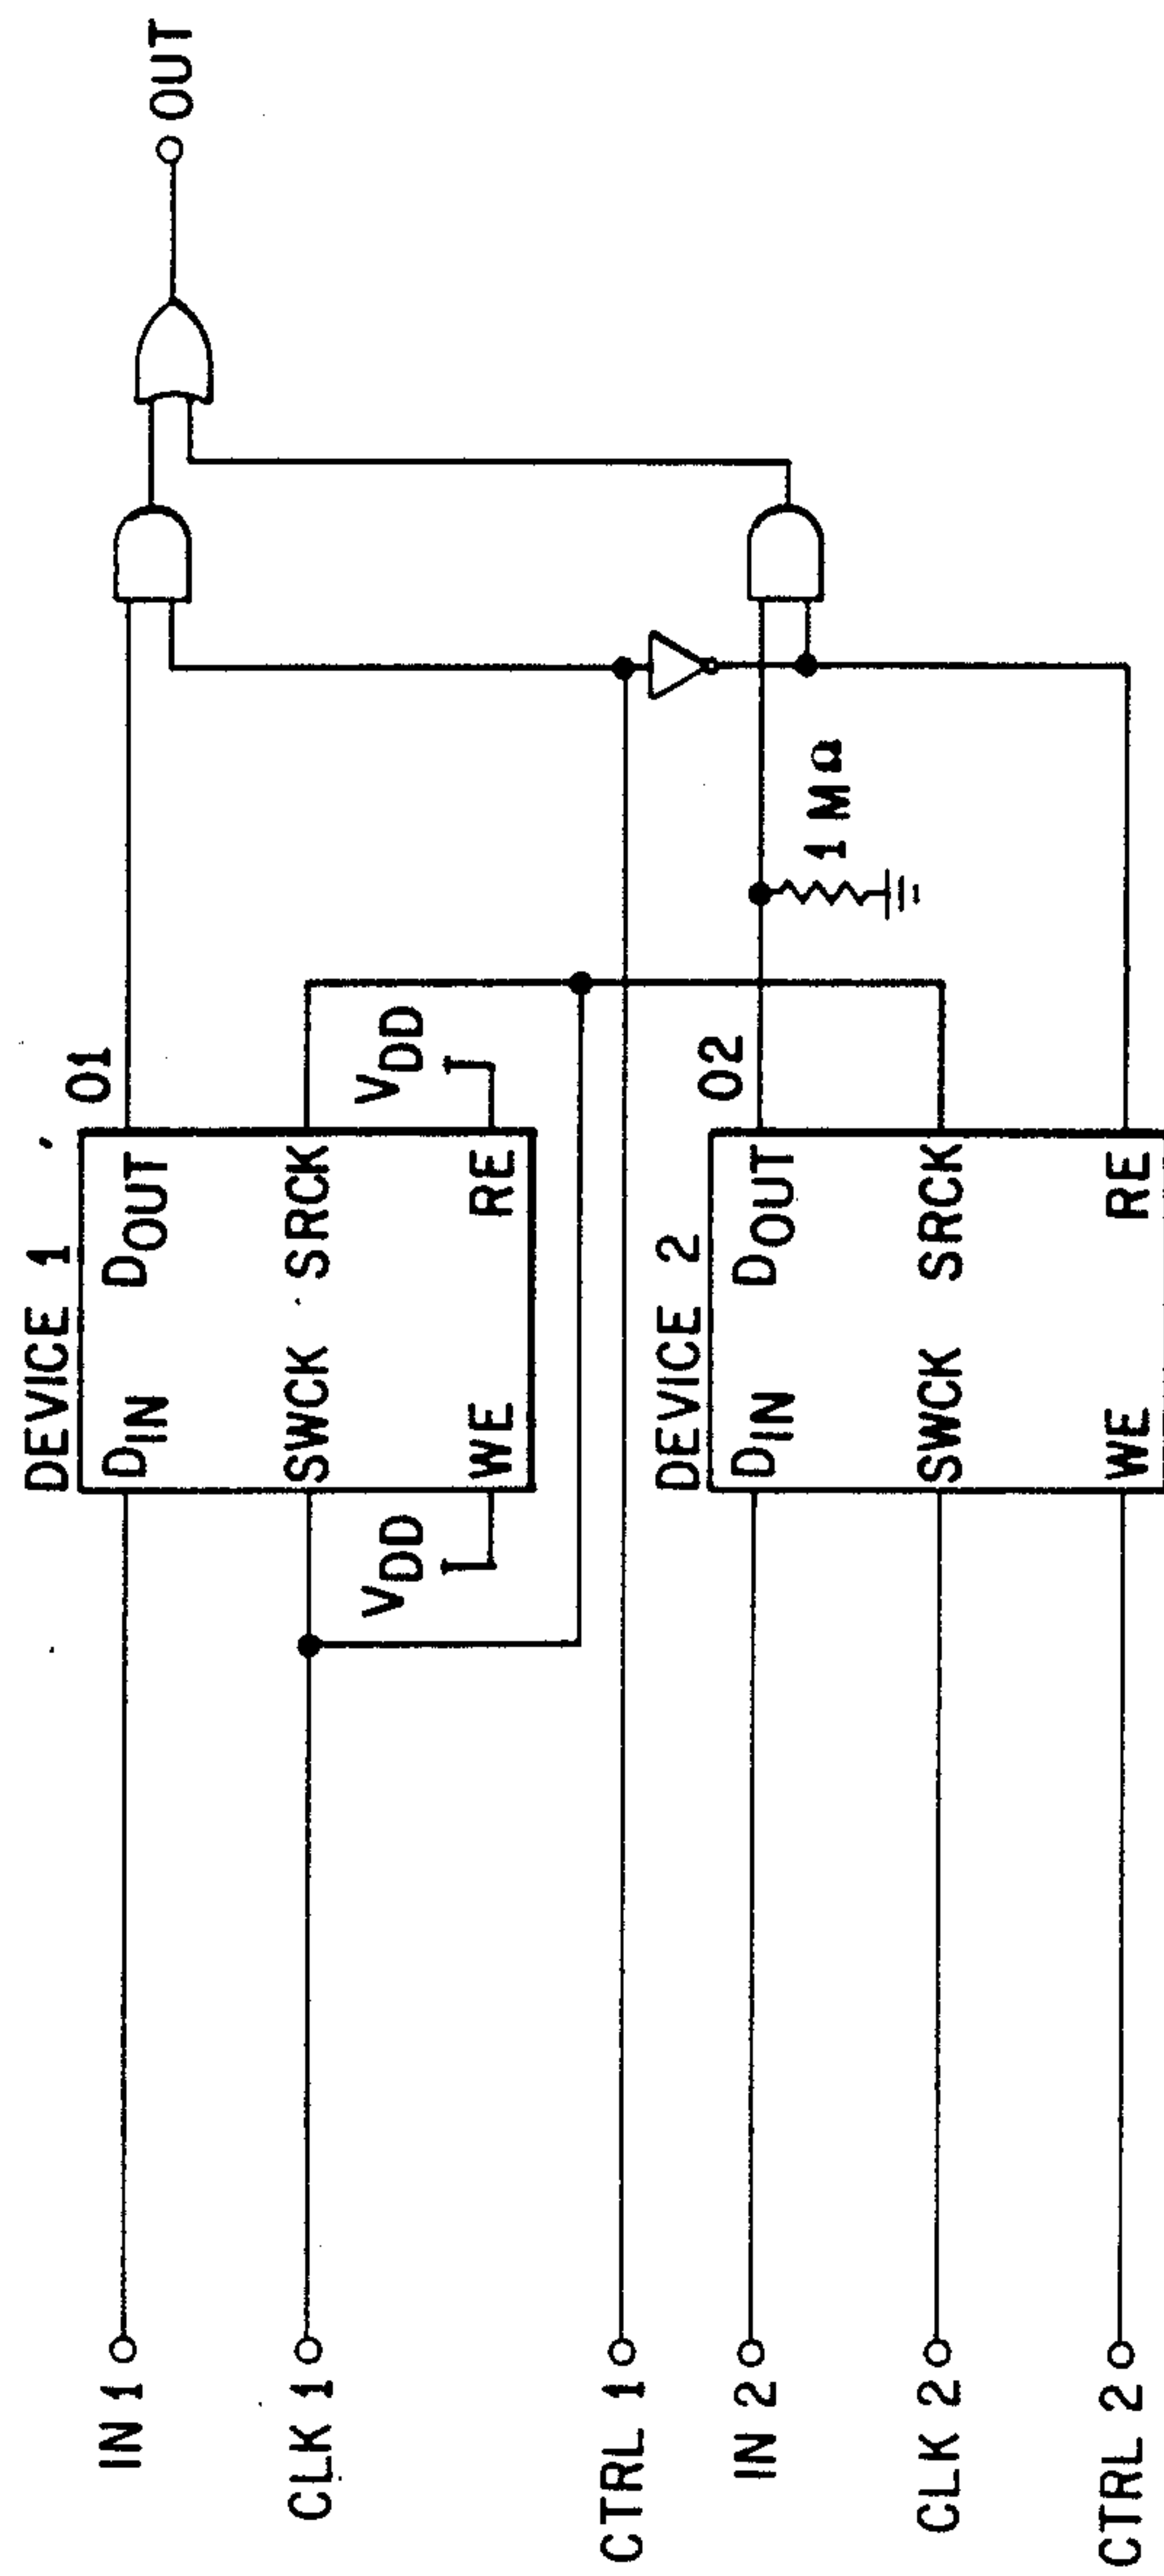 IN 1
CLK 1
CTRL 1
IN 2
CLK 2
CTRL 2
DEVICE 1
DIN DOUT
SWCK SRCK
WE RE
VDD
VDD
O1
DEVICE 2
DIN DOUT
SWCK SRCK
WE RE
O2
1 MΩ
OUT